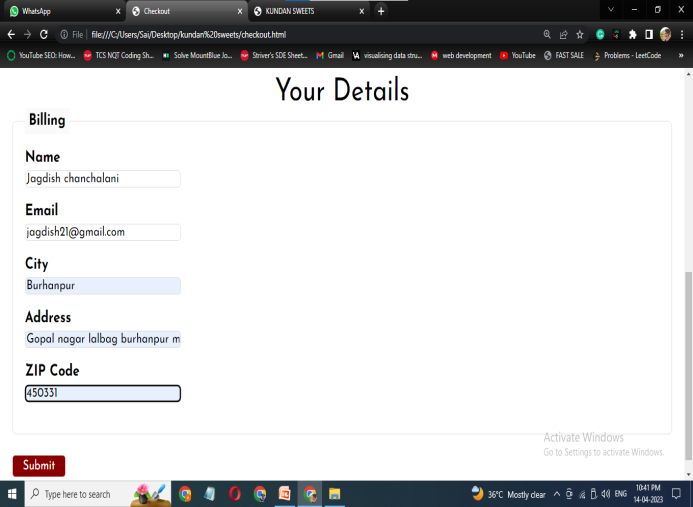 WhatsApp
Checkout
KUNDAN SWEETS
File | file:///C:/Users/Sai/Desktop/kundan%20sweets/checkout.html
YouTube SEO: How... TCS NQT Coding Sh... Solve MountBlue Jo... Striver's SDE Sheet... Gmail visualising data stru... web development YouTube FAST SALE Problems - LeetCode »
Your Details
Billing
Name
Jagdish chanchalani
Email
jagdish21@gmail.com
City
Burhanpur
Address
Gopal nagar lalbag burhanpur m
ZIP Code
450331
Activate Windows
Go to Settings to activate Windows.
Submit
Type here to search
36°C Mostly clear
ENG
10:41 PM
14-04-2023